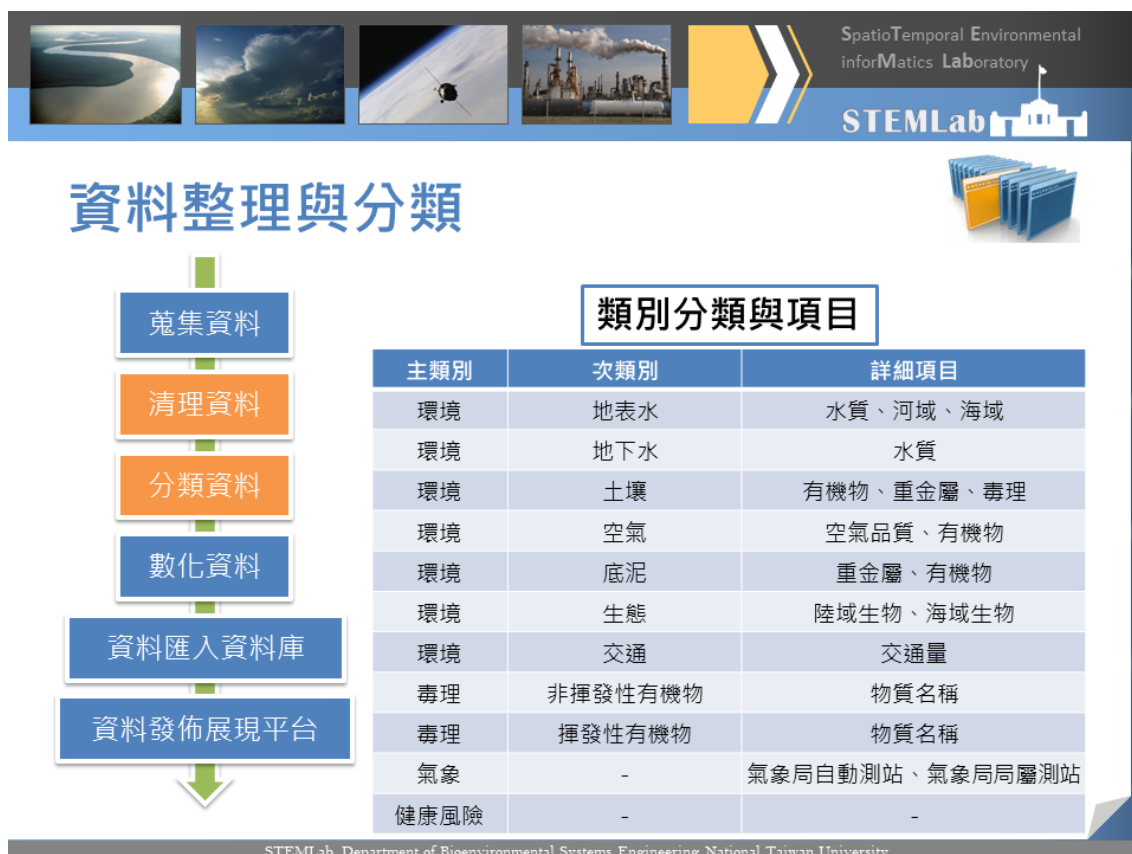 SpatioTemporal Environmental
inforMatics Laboratory
STEMLab
資料整理與分類
蒐集資料
清理資料
分類資料
數化資料
資料匯入資料庫
資料發佈展現平台
類別分類與項目
主類別 次類別 詳細項目
環境 地表水 水質、河域、海域
環境 地下水 水質
環境 土壤 有機物、重金屬、毒理
環境 空氣 空氣品質、有機物
環境 底泥 重金屬、有機物
環境 生態 陸域生物、海域生物
環境 交通 交通量
毒理 非揮發性有機物 物質名稱
毒理 揮發性有機物 物質名稱
氣象 - 氣象局自動測站、氣象局局屬測站
健康風險 - -
STEMLab, Department of Bioenvironmental Systems Engineering National Taiwan University